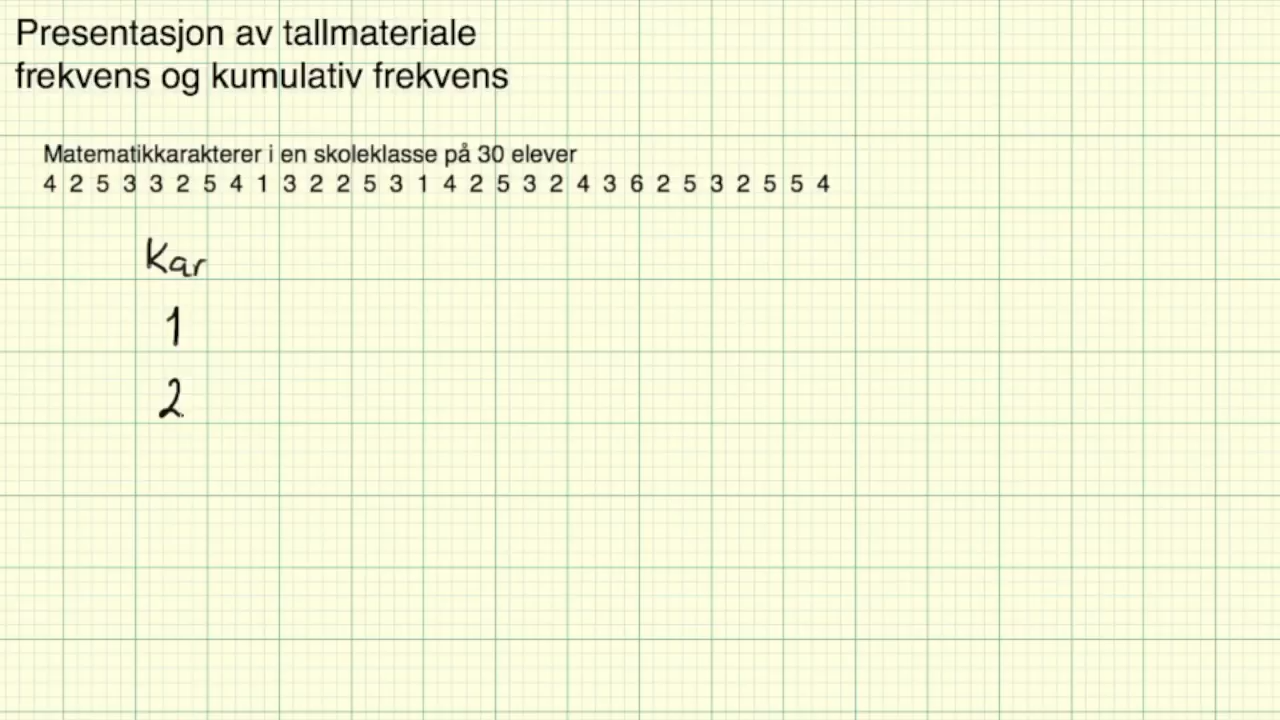 Presentasjon av tallmateriale
frekvens og kumulativ frekvens
Matematikkarakterer i en skoleklasse på 30 elever
4 2 5 3 3 2 5 4 1 3 2 2 5 3 1 4 2 5 3 2 4 3 6 2 5 3 2 5 5 4
Kar
1
2